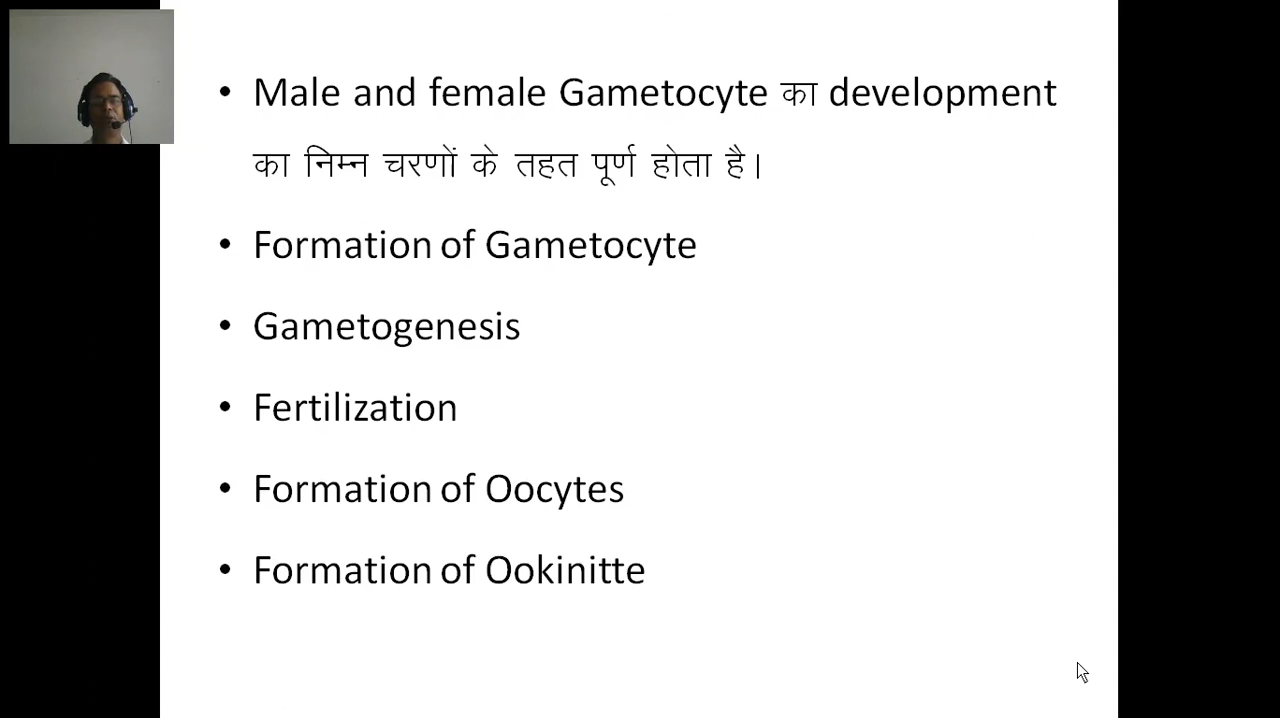 • Male and female Gametocyte का development
का निम्न चरणों के तहत पूर्ण होता है।
• Formation of Gametocyte
• Gametogenesis
• Fertilization
• Formation of Oocytes
• Formation of Ookinitte